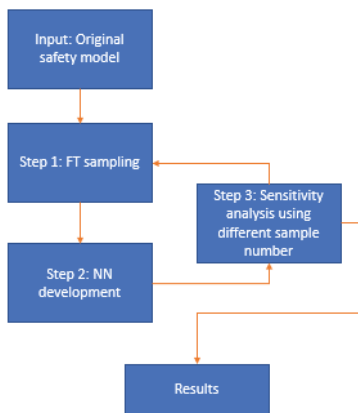 Input: Original
safety model
Step 1: FT sampling
Step 2: NN
development
Step 3: Sensitivity
analysis using
different sample
number
Results